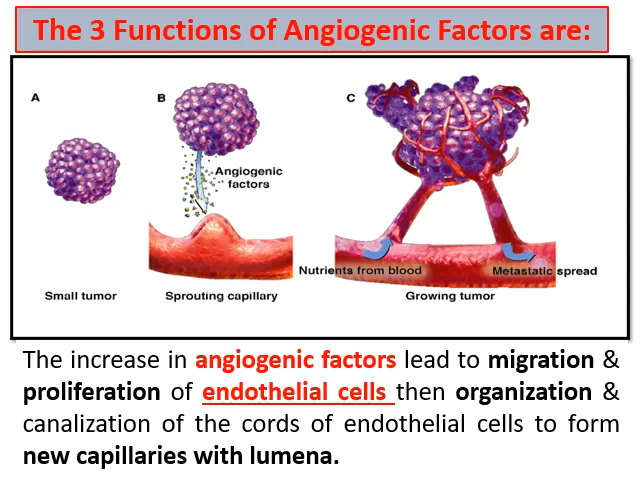 The 3 Functions of Angiogenic Factors are:
A
B
C
Angiogenic
factors
Nutrients from blood
Metastatic spread
Small tumor
Sprouting capillary
Growing tumor
The increase in angiogenic factors lead to migration &
proliferation of endothelial cells then organization &
canalization of the cords of endothelial cells to form
new capillaries with lumena.